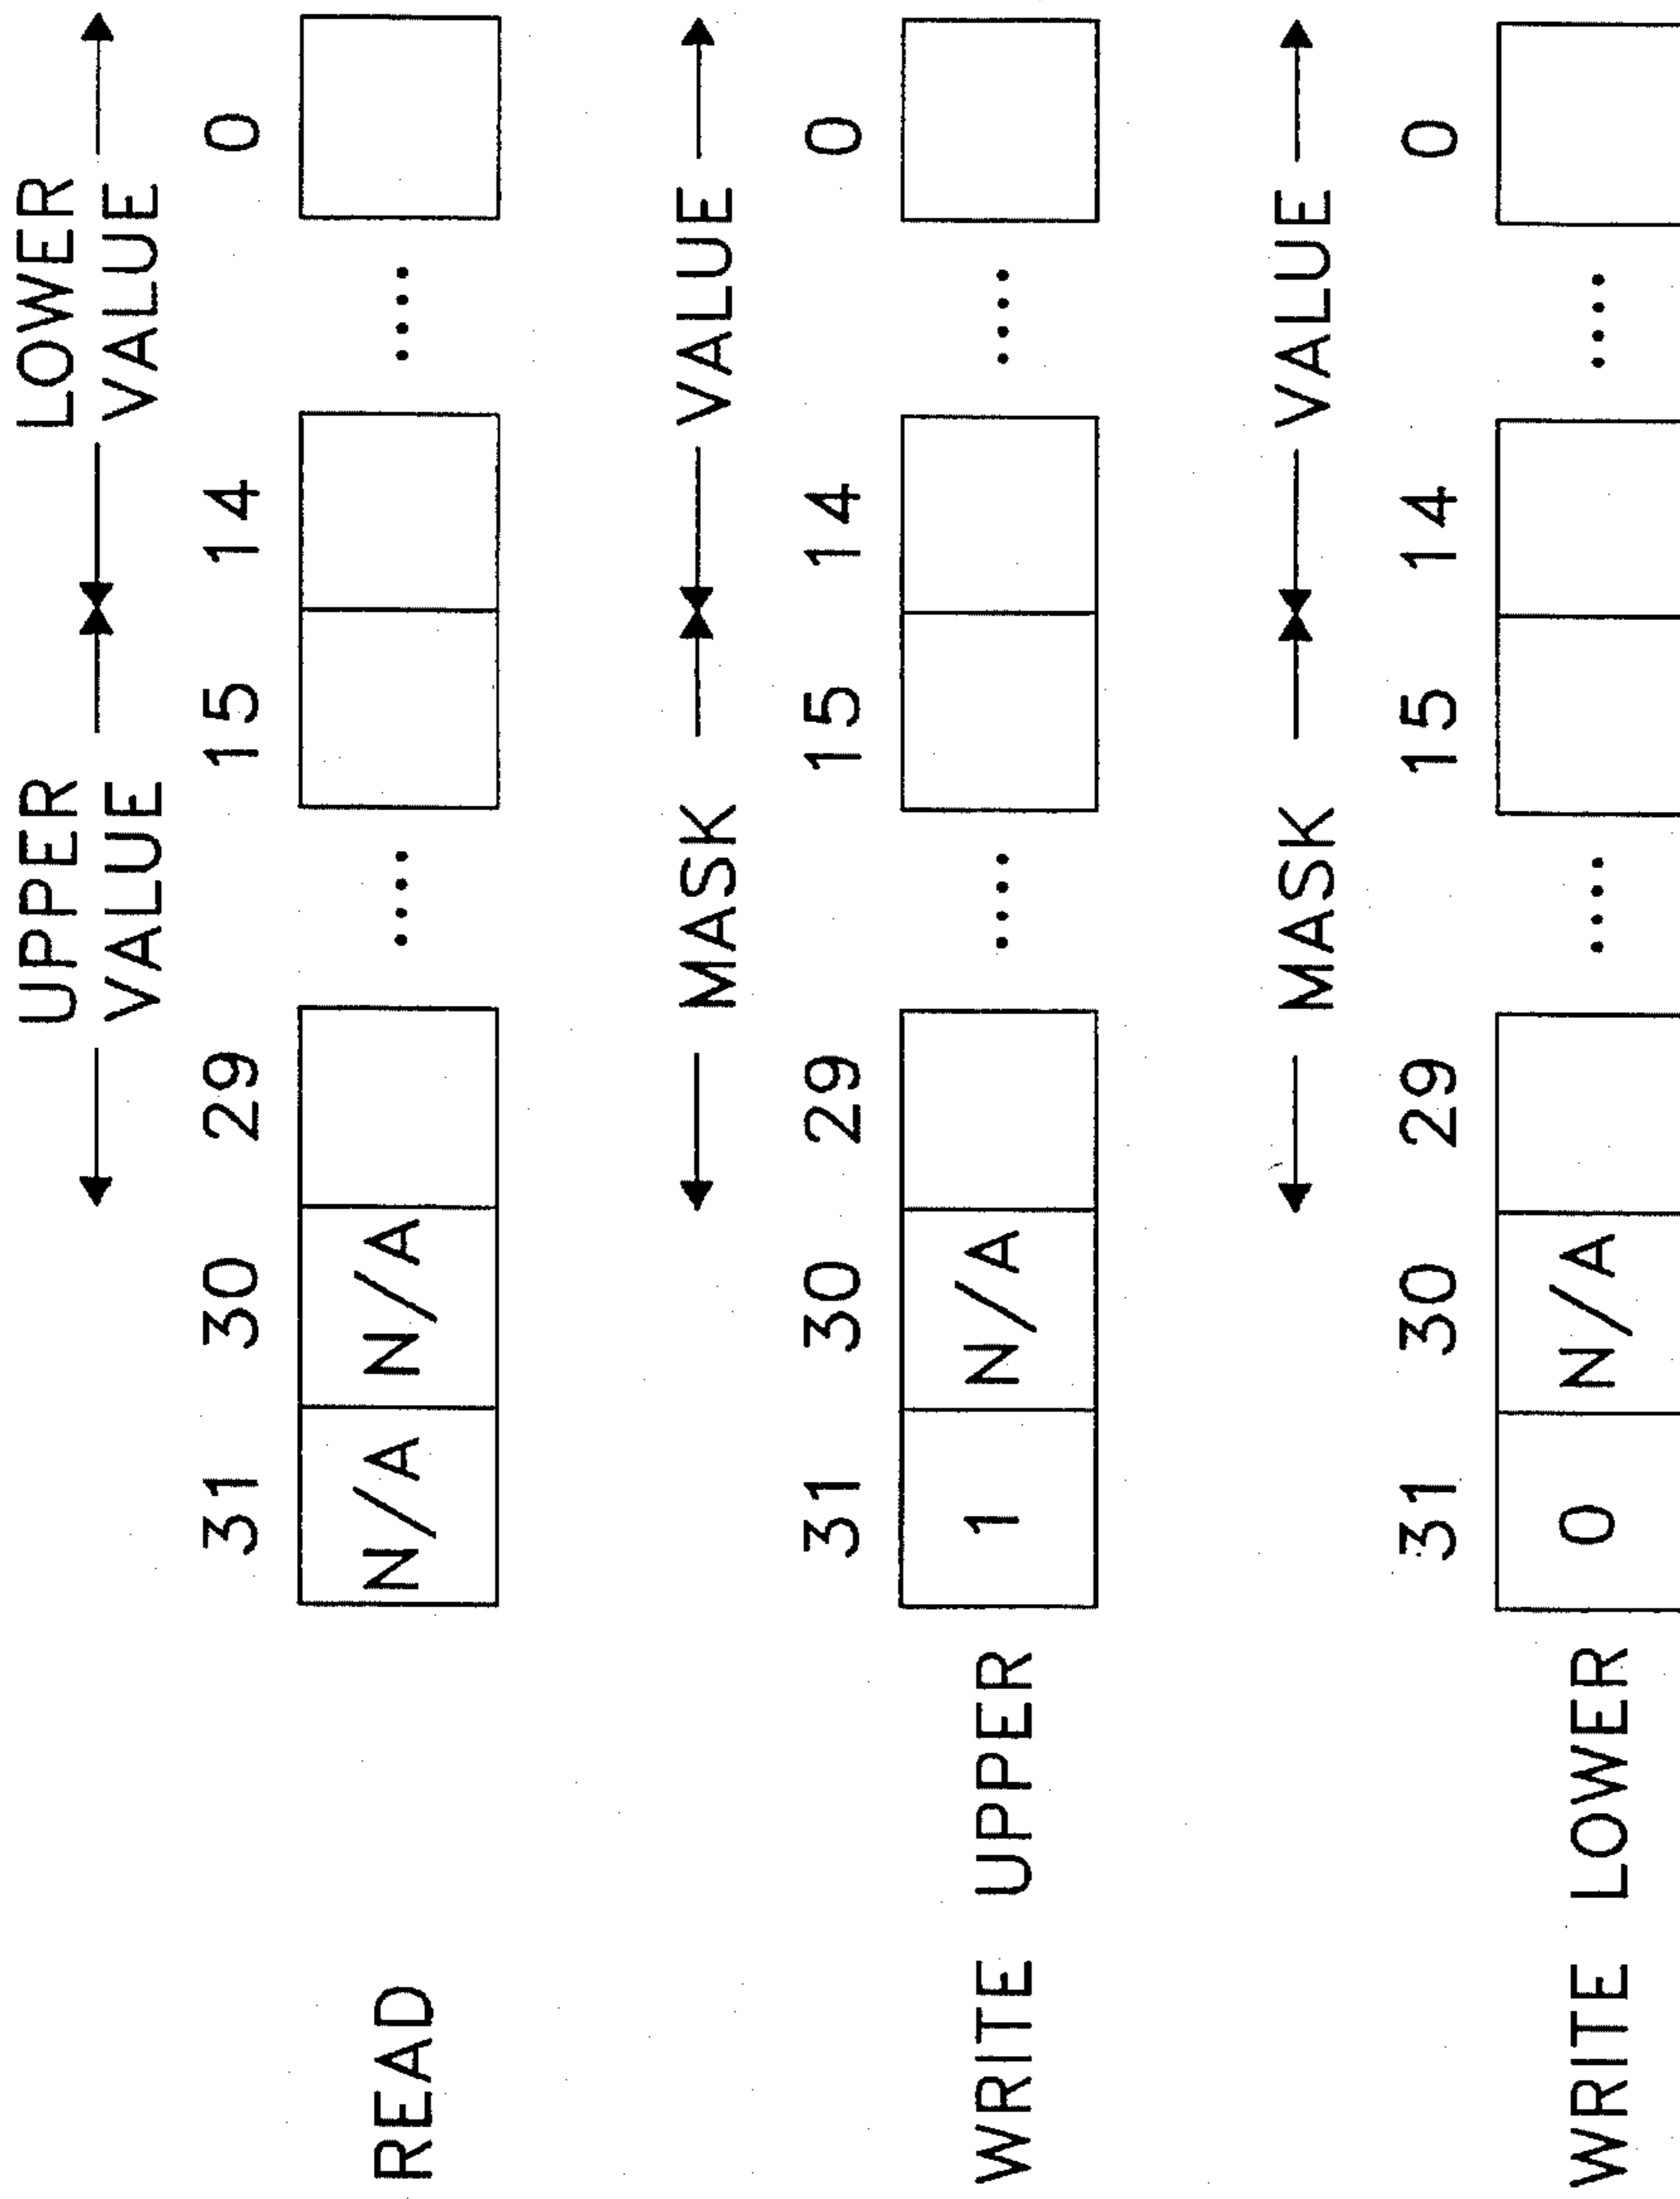 UPPER LOWER
VALUE VALUE
31 30 29 15 14 0
READ N/A N/A .... ....
MASK VALUE
31 30 29 15 14 0
WRITE UPPER 1 N/A .... ....
MASK VALUE
31 30 29 15 14 0
WRITE LOWER 0 N/A .... ....